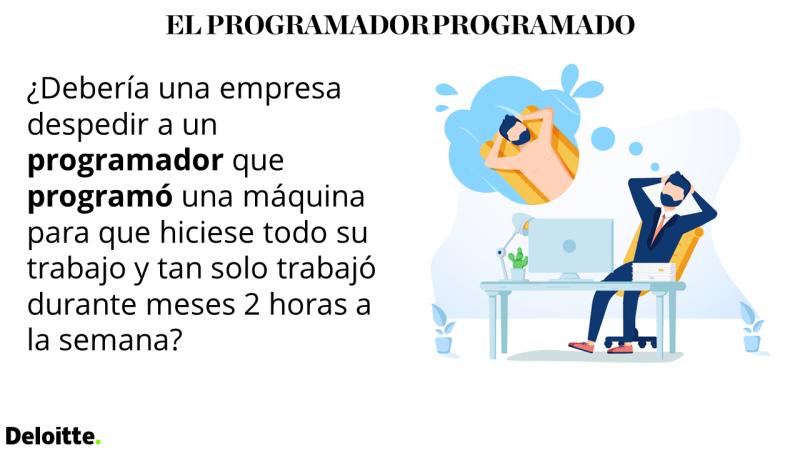 EL PROGRAMADOR PROGRAMADO
¿Debería una empresa
despedir a un
programador que
programó una máquina
para que hiciese todo su
trabajo y tan solo trabajó
durante meses 2 horas a
la semana?
Deloitte.